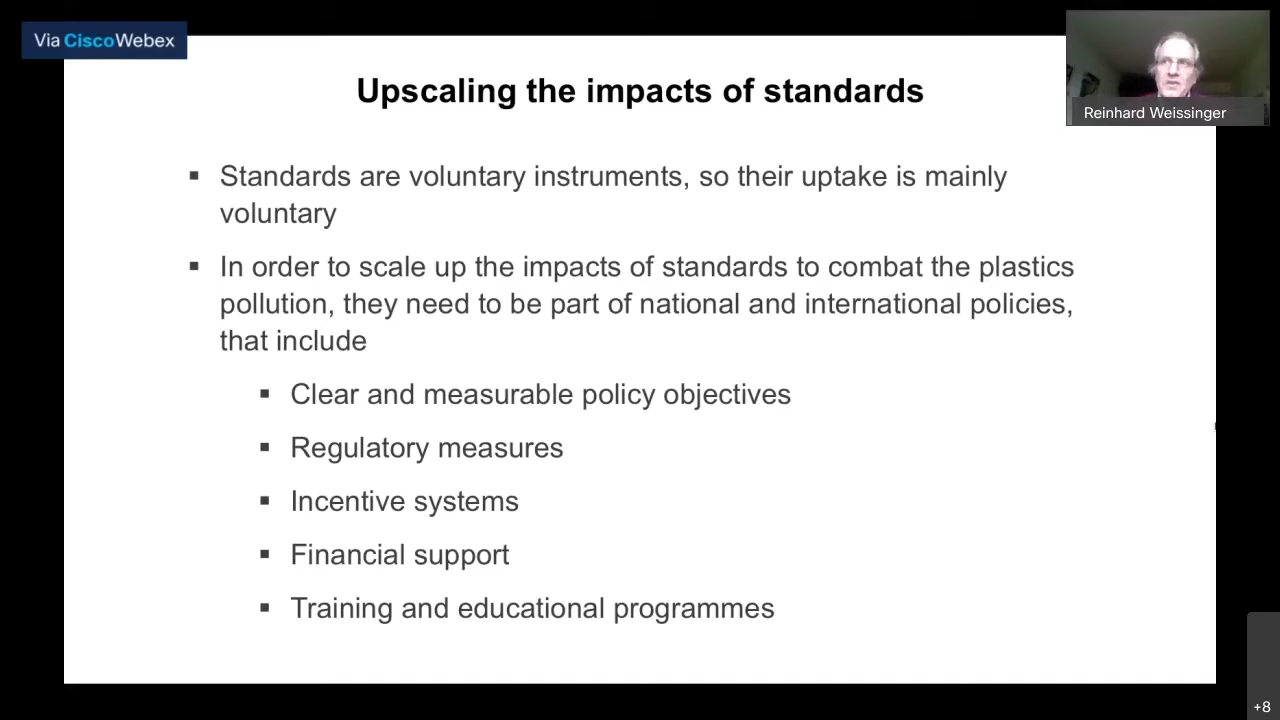 Via CiscoWebex
Upscaling the impacts of standards
Reinhard Weissinger
▪ Standards are voluntary instruments, so their uptake is mainly
voluntary
▪ In order to scale up the impacts of standards to combat the plastics
pollution, they need to be part of national and international policies,
that include
▪ Clear and measurable policy objectives
▪ Regulatory measures
▪ Incentive systems
▪ Financial support
▪ Training and educational programmes
+8